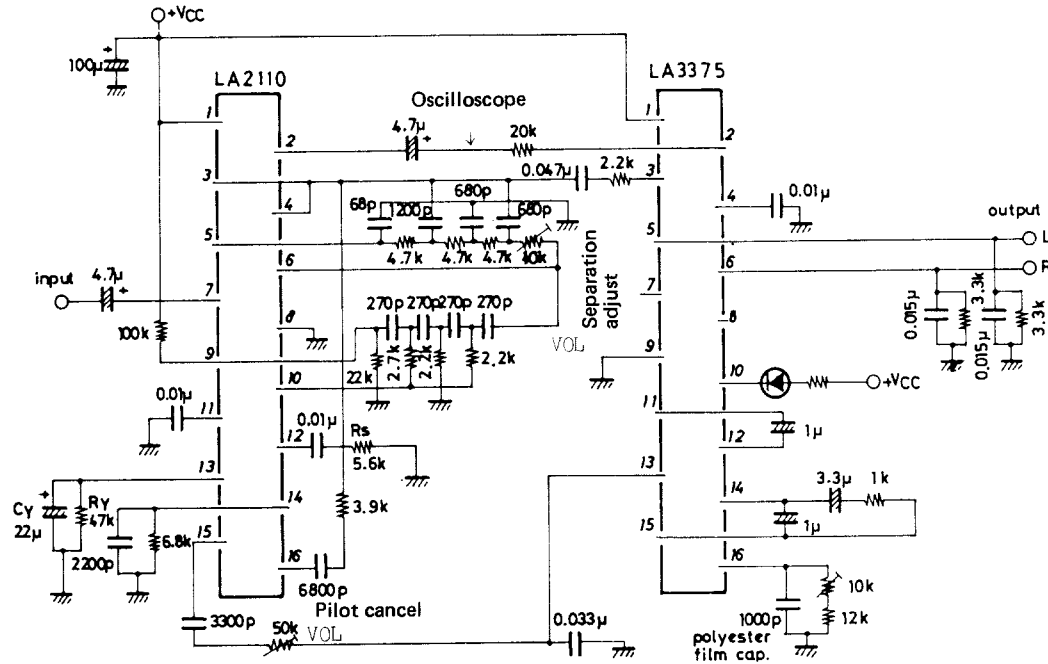 +VCC
100μ
+
LA2110
LA3375
Oscilloscope
1
2
3
4
5
6
7
8
9
10
11
12
13
14
15
16
1
2
3
4
5
6
7
8
9
10
11
12
13
14
15
16
4.7μ
+
20k
0.047μ
2.2k
680p
68p
1200p
680p
4.7k
4.7k
4.7k
10k
0.01μ
output
L
R
input
4.7μ
+
100k
Separation
adjust
VOL
270p
270p
270p
270p
22k
2.7k
2.2k
2.2k
0.015μ
3.3k
0.015μ
3.3k
+VCC
0.01μ
0.01μ
Rs
5.6k
1μ
3.9k
+
CY
22μ
RY
47k
2200p
6.8k
6800p
3.3μ
1k
1μ
Pilot cancel
VOL
3300p
50k
0.033μ
1000p
10k
12k
polyester
film cap.